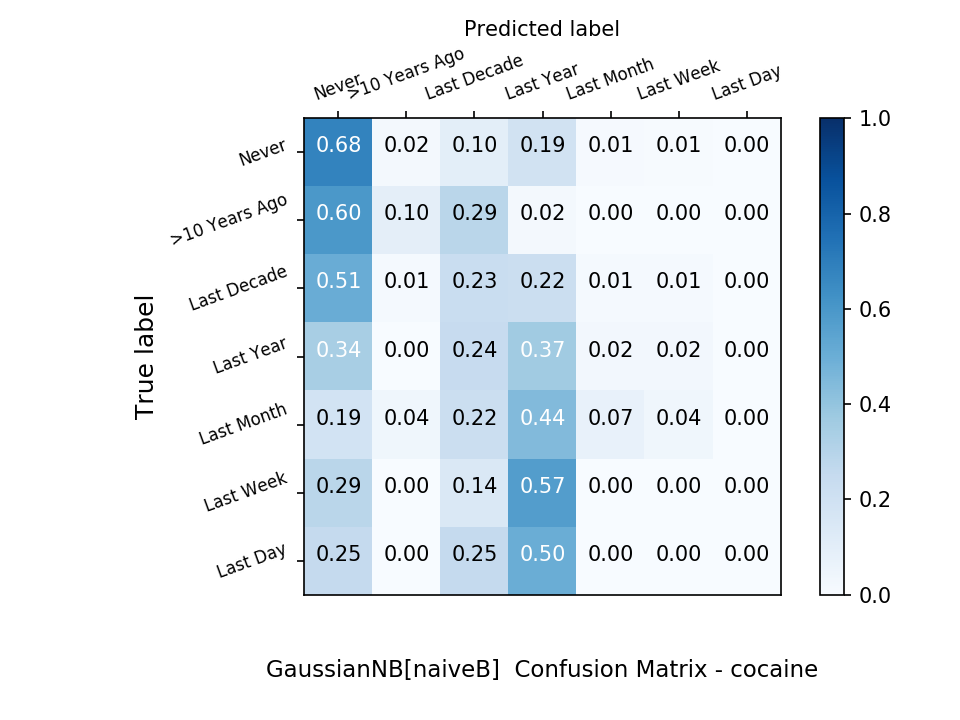 Predicted label
Never
>10 Years Ago
Last Decade
Last Year
Last Month
Last Week
Last Day
1.0
0.8
0.6
0.4
0.2
0.0
True label
Never 0.68 0.02 0.10 0.19 0.01 0.01 0.00
>10 Years Ago 0.60 0.10 0.29 0.02 0.00 0.00 0.00
Last Decade 0.51 0.01 0.23 0.22 0.01 0.01 0.00
Last Year 0.34 0.00 0.24 0.37 0.02 0.02 0.00
Last Month 0.19 0.04 0.22 0.44 0.07 0.04 0.00
Last Week 0.29 0.00 0.14 0.57 0.00 0.00 0.00
Last Day 0.25 0.00 0.25 0.50 0.00 0.00 0.00
GaussianNB[naiveB]  Confusion Matrix - cocaine